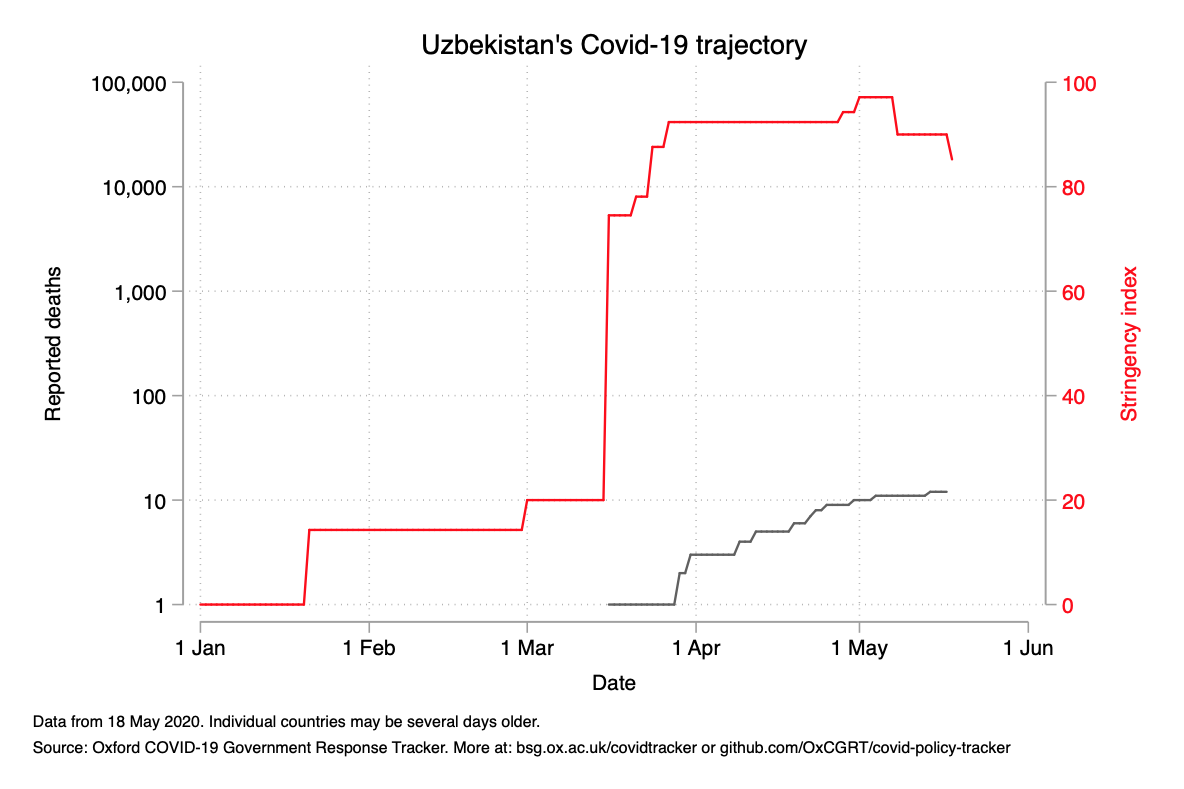 Uzbekistan's Covid-19 trajectory
100,000
10,000
1,000
100
10
1
Reported deaths
100
80
60
40
20
0
Stringency index
1 Jan
1 Feb
1 Mar
1 Apr
1 May
1 Jun
Date
Data from 18 May 2020. Individual countries may be several days older.
Source: Oxford COVID-19 Government Response Tracker. More at: bsg.ox.ac.uk/covidtracker or github.com/OxCGRT/covid-policy-tracker